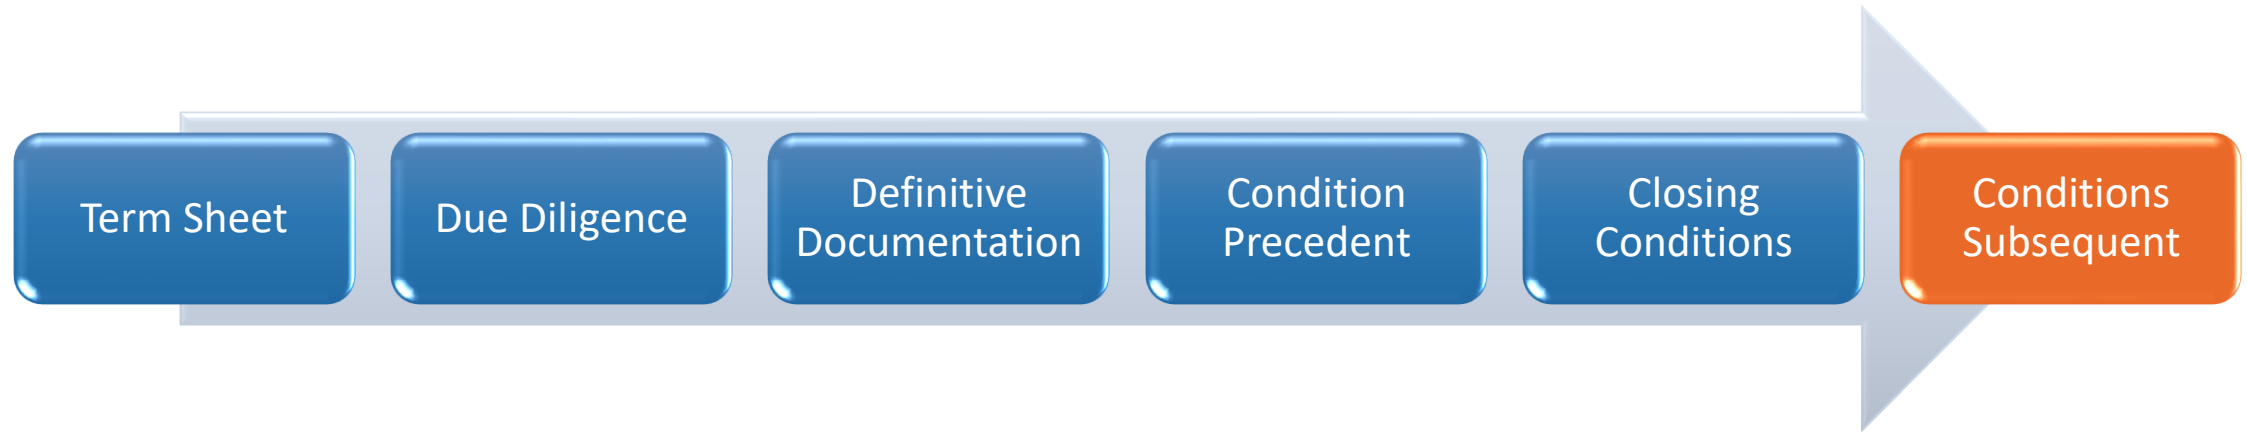 Term Sheet
Due Diligence
Definitive
Documentation
Condition
Precedent
Closing
Conditions
Conditions
Subsequent